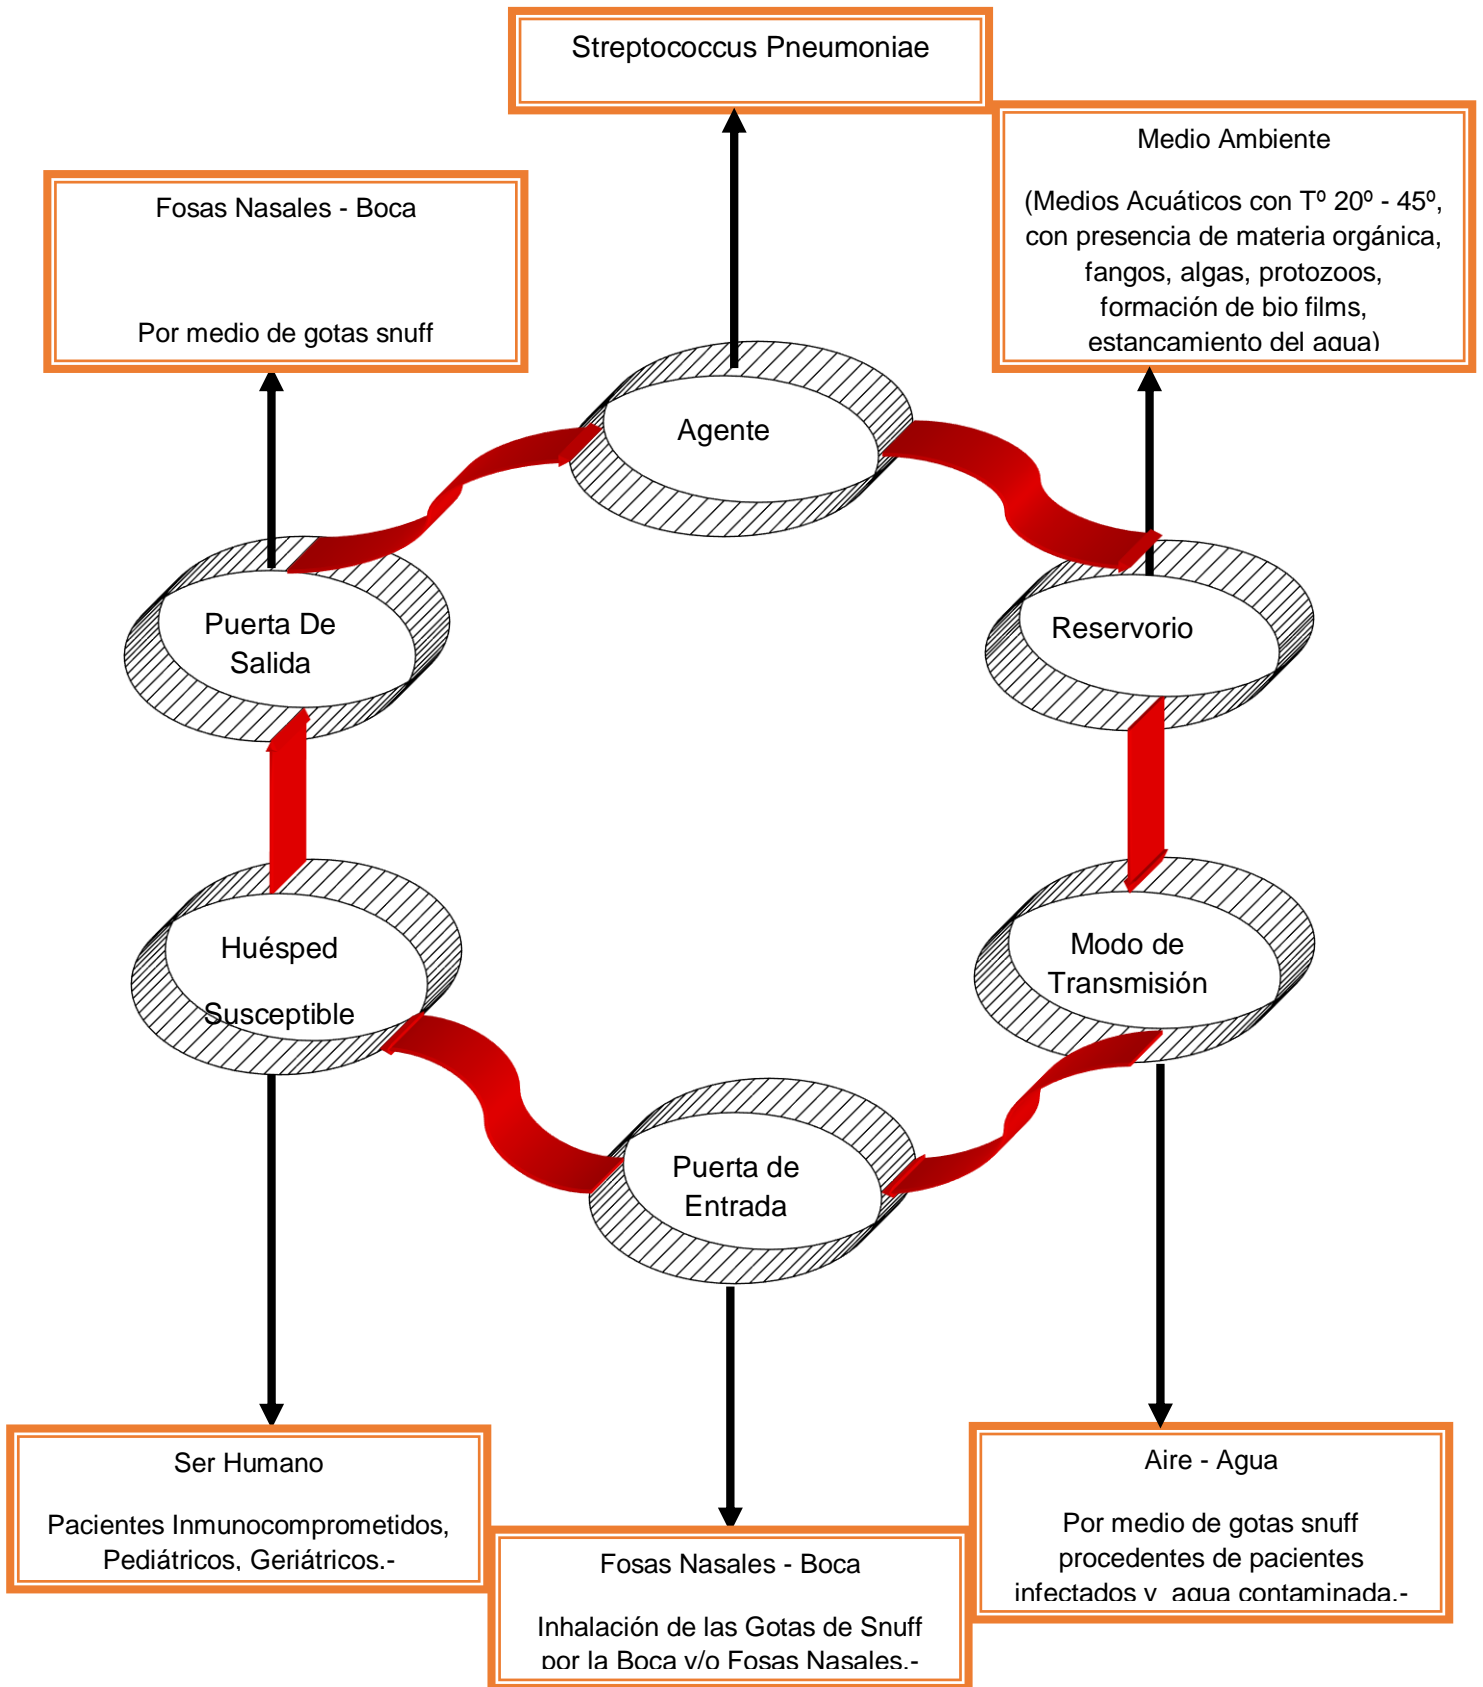 Streptococcus Pneumoniae
Medio Ambiente
(Medios Acuáticos con Tº 20º - 45º,
con presencia de materia orgánica,
fangos, algas, protozoos,
formación de bio films,
estancamiento del agua)
Fosas Nasales - Boca
Por medio de gotas snuff
Agente
Puerta De
Salida
Reservorio
Huésped
Susceptible
Modo de
Transmisión
Puerta de
Entrada
Ser Humano
Pacientes Inmunocomprometidos,
Pediátricos, Geriátricos.-
Fosas Nasales - Boca
Inhalación de las Gotas de Snuff
por la Boca y/o Fosas Nasales.-
Aire - Agua
Por medio de gotas snuff
procedentes de pacientes
infectados y agua contaminada.-